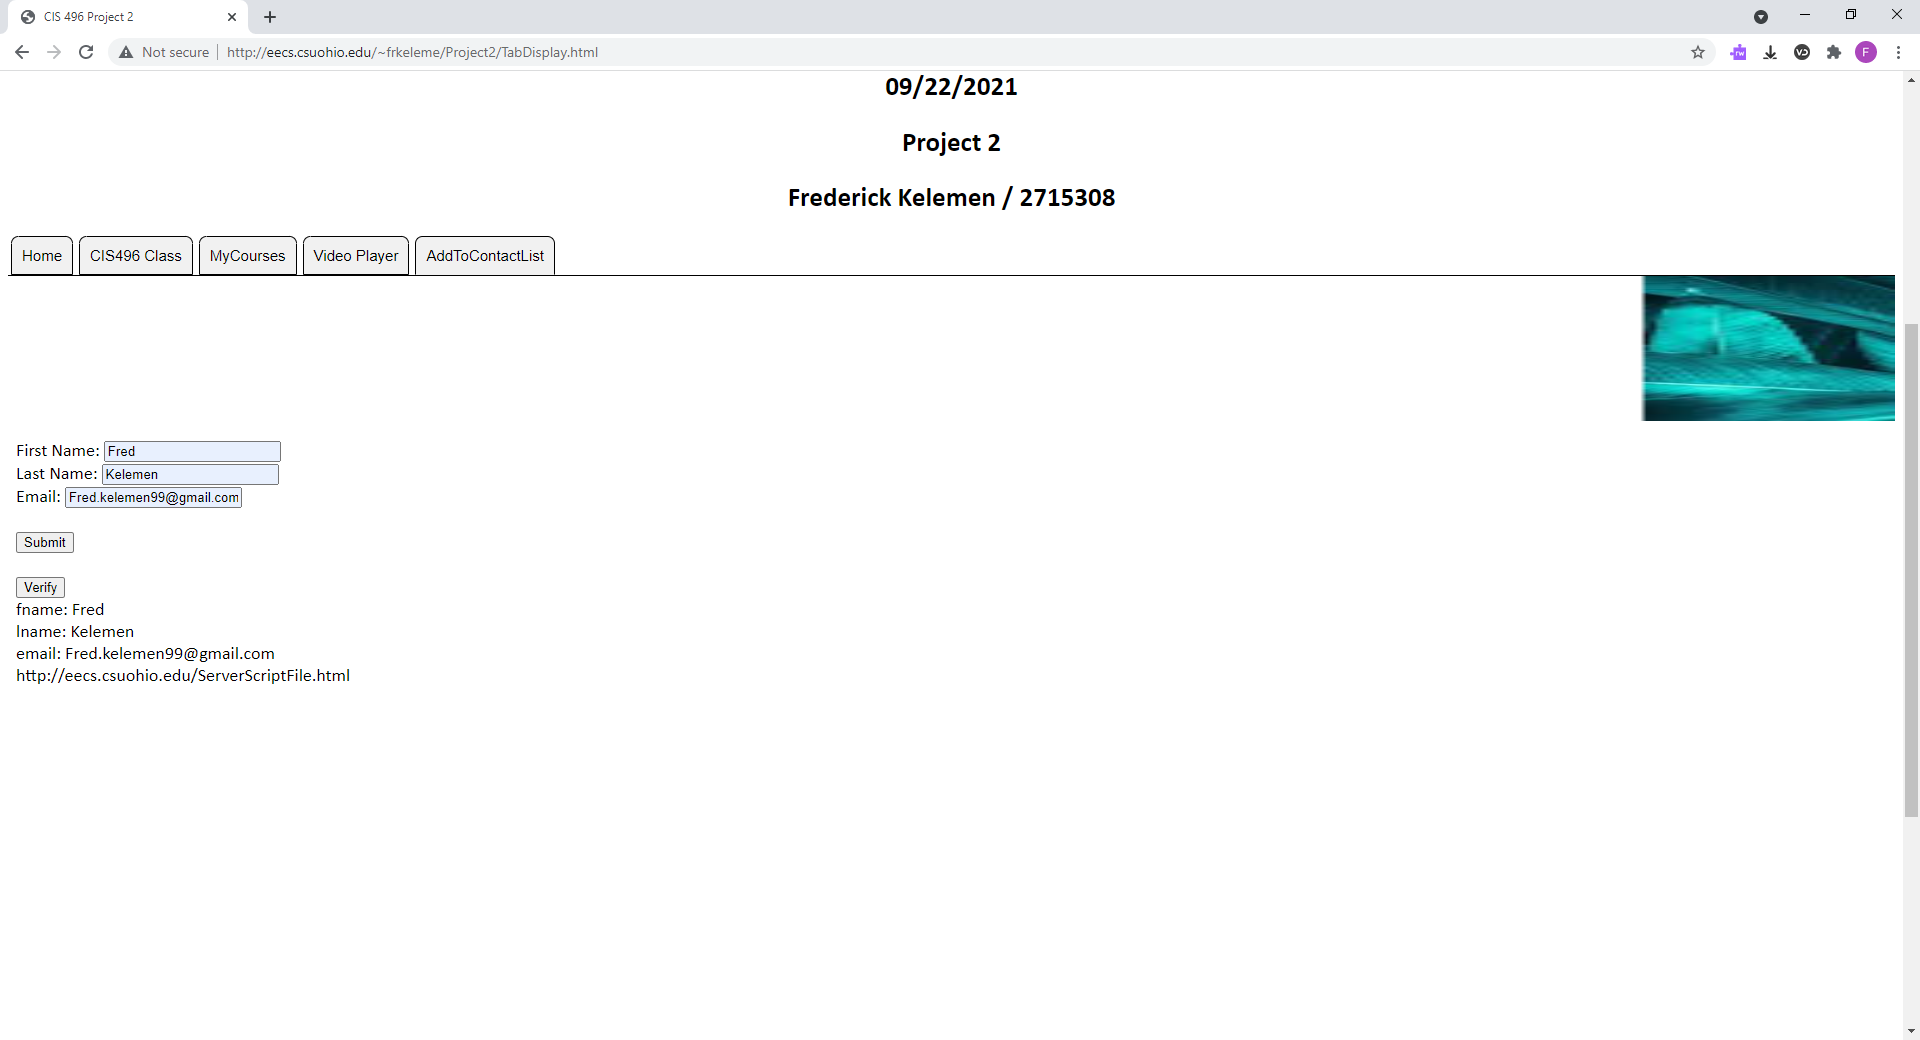 CIS 496 Project 2
Not secure http://eecs.csuohio.edu/~frkeleme/Project2/TabDisplay.html rw VD F
09/22/2021
Project 2
Frederick Kelemen / 2715308
Home CIS496 Class MyCourses Video Player AddToContactList
First Name: Fred
Last Name: Kelemen
Email: Fred.kelemen99@gmail.com
Submit
Verify
fname: Fred
lname: Kelemen
email: Fred.kelemen99@gmail.com
http://eecs.csuohio.edu/ServerScriptFile.html